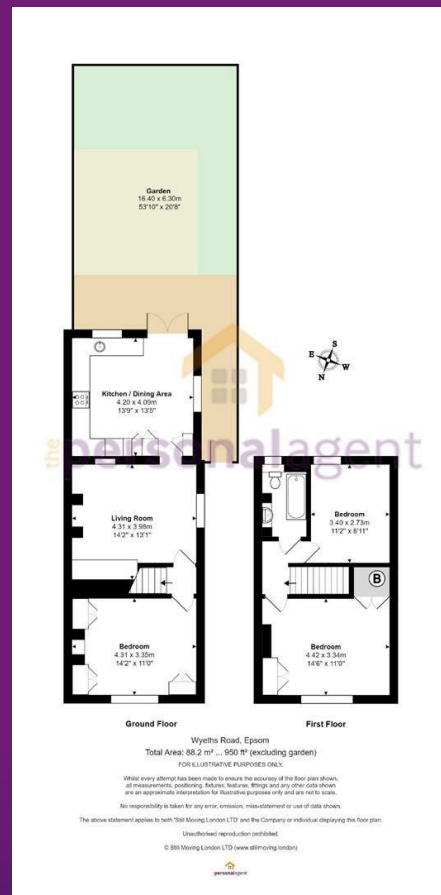 Garden
16.40 x 6.30m
53'10" x 20'8"
S
E
W
N
Kitchen / Dining Area
4.20 x 4.09m
13'9" x 13'5"
the personalagent
Living Room
4.31 x 3.98m
14'2" x 13'1"
Bedroom
3.40 x 2.73m
11'2" x 8'11"
B
Bedroom
4.31 x 3.35m
14'2" x 11'0"
Bedroom
4.42 x 3.34m
14'6" x 11'0"
Ground Floor
First Floor
Wyeths Road, Epsom
Total Area: 88.2 m² ... 950 ft² (excluding garden)
FOR ILLUSTRATIVE PURPOSES ONLY.
Whilst every attempt has been made to ensure the accuracy of the floor plan shown,
all measurements, positioning, fixtures, features, fittings and any other data shown
are an approximate interpretation for illustrative purposes only and are not to scale.
No responsibility is taken for any error, omission, miss-statement or use of data shown.
The above statement applies to both 'Still Moving London LTD' and the Company or individual displaying this floor plan.
Unauthorised reproduction prohibited.
© Still Moving London LTD (www.stillmoving.london)
personalagent